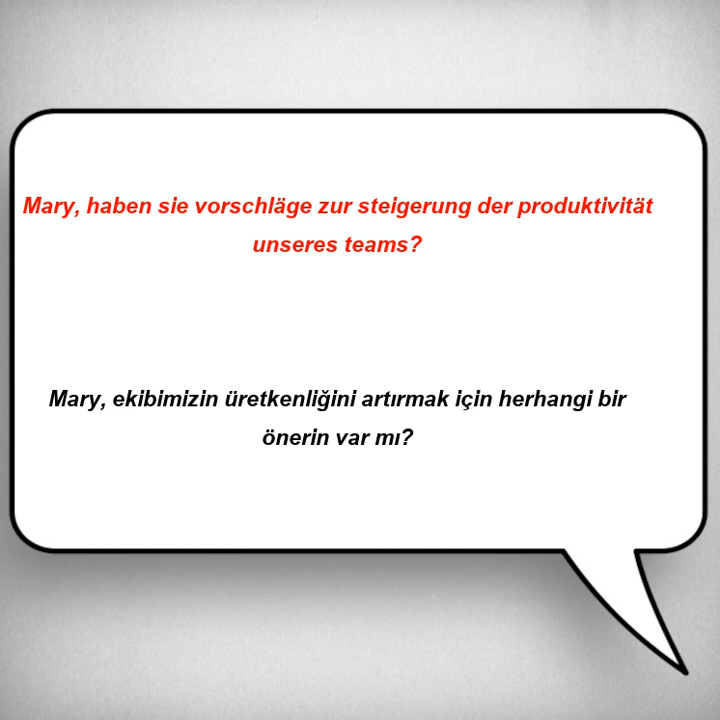 Mary, haben sie vorschläge zur steigerung der produktivität
unseres teams?
Mary, ekibimizin üretkenliğini artırmak için herhangi bir
önerin var mı?